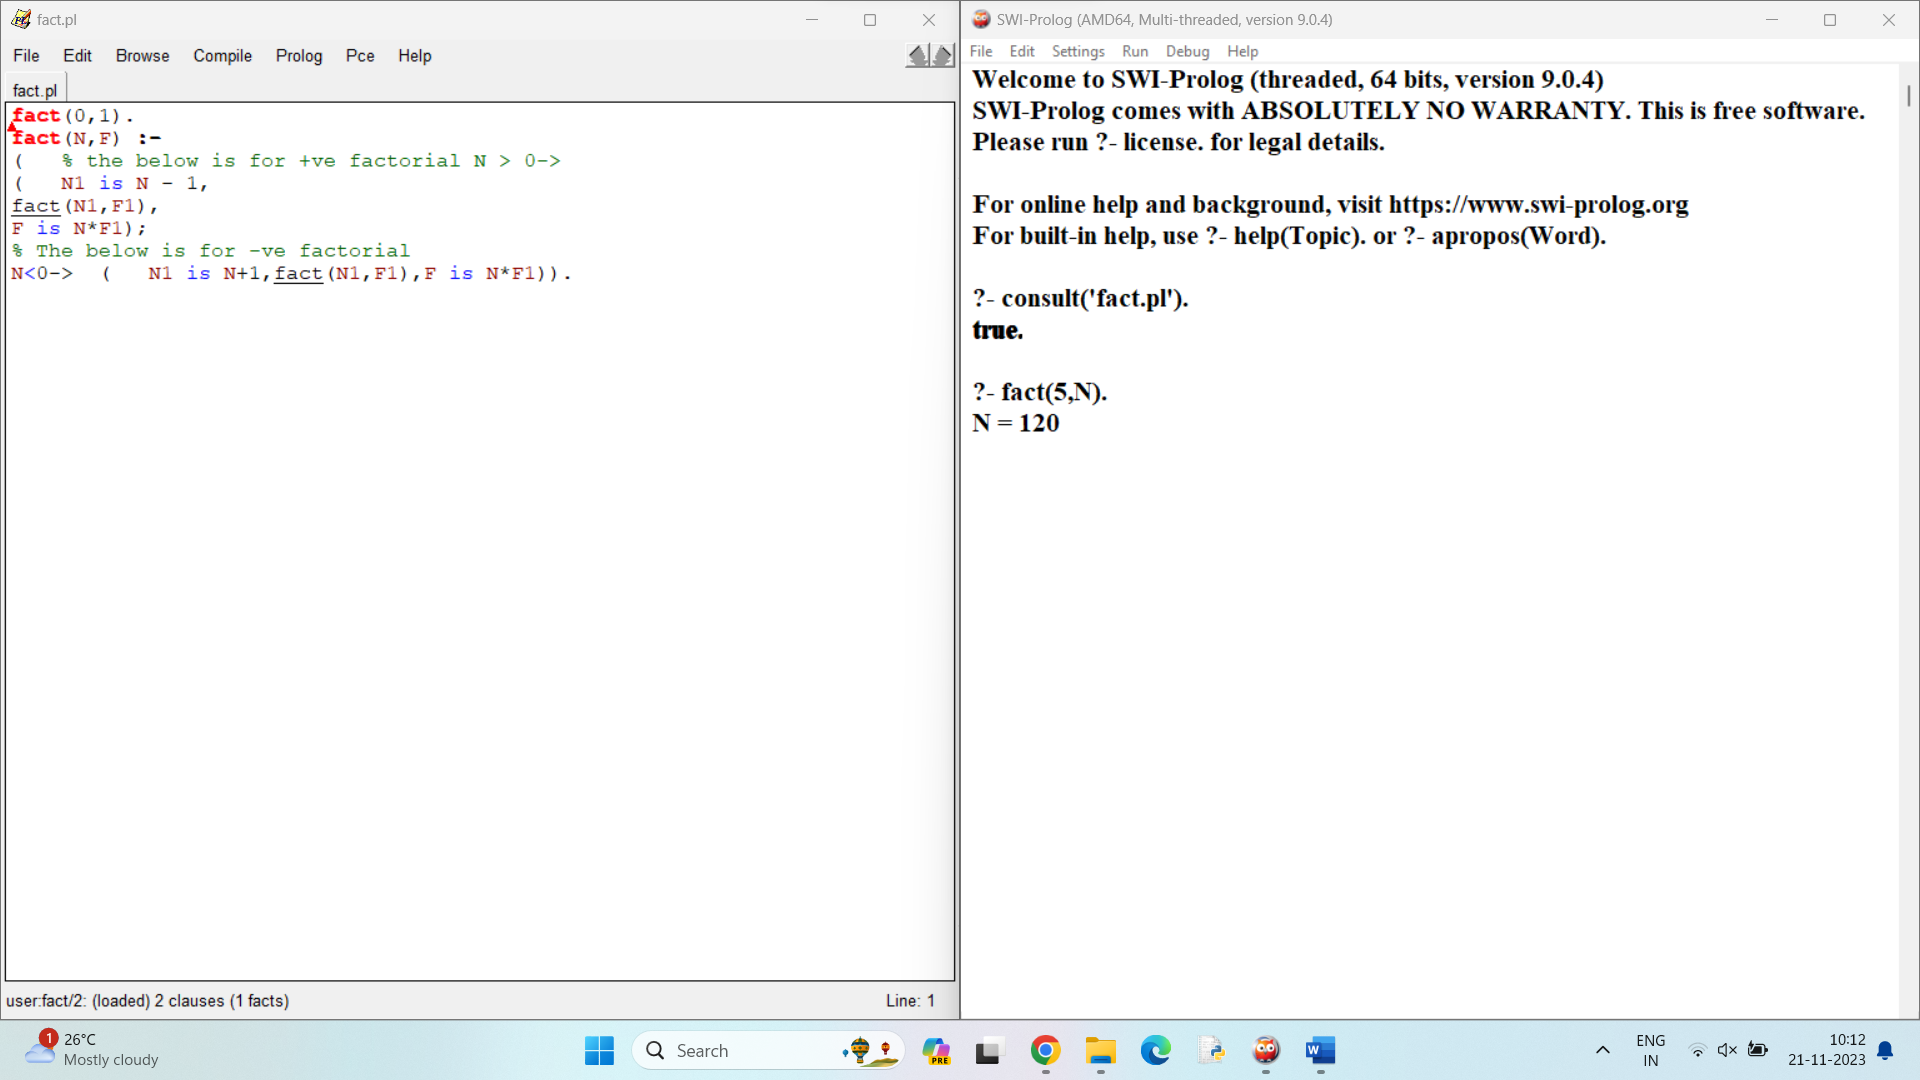 fact.pl
File Edit Browse Compile Prolog Pce Help
fact.pl
fact(0,1).
fact(N,F) :-
(   % the below is for +ve factorial N > 0->
(   N1 is N - 1,
fact(N1,F1),
F is N*F1);
% The below is for -ve factorial
N<0->  (   N1 is N+1,fact(N1,F1),F is N*F1)).
user:fact/2: (loaded) 2 clauses (1 facts)
Line: 1
SWI-Prolog (AMD64, Multi-threaded, version 9.0.4)
File Edit Settings Run Debug Help
Welcome to SWI-Prolog (threaded, 64 bits, version 9.0.4)
SWI-Prolog comes with ABSOLUTELY NO WARRANTY. This is free software.
Please run ?- license. for legal details.
For online help and background, visit https://www.swi-prolog.org
For built-in help, use ?- help(Topic). or ?- apropos(Word).
?- consult('fact.pl').
true.
?- fact(5,N).
N = 120
1
26°C
Mostly cloudy
Search
PRE
W
ENG
IN
10:12
21-11-2023